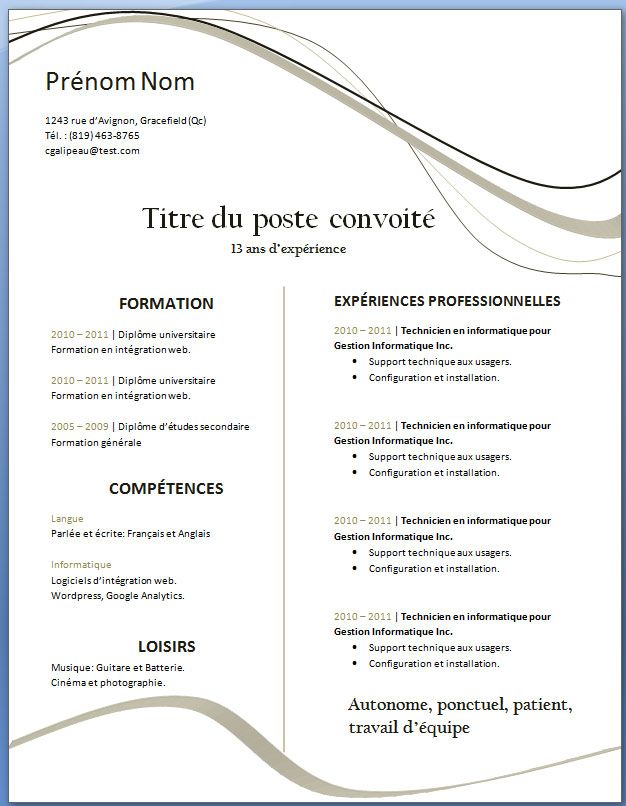 Prénom Nom
1243 rue d’Avignon, Gracefield (Qc)
Tél. : (819) 463-8765
cgalipeau@test.com
Titre du poste convoité
13 ans d’expérience
FORMATION
2010 – 2011 | Diplôme universitaire
Formation en intégration web.
2010 – 2011 | Diplôme universitaire
Formation en intégration web.
2005 – 2009 | Diplôme d’études secondaire
Formation générale
COMPÉTENCES
Langue
Parlée et écrite: Français et Anglais
Informatique
Logiciels d’intégration web.
Wordpress, Google Analytics.
LOISIRS
Musique: Guitare et Batterie.
Cinéma et photographie.
EXPÉRIENCES PROFESSIONNELLES
2010 – 2011 | Technicien en informatique pour
Gestion Informatique Inc.
• Support technique aux usagers.
• Configuration et installation.
2010 – 2011 | Technicien en informatique pour
Gestion Informatique Inc.
• Support technique aux usagers.
• Configuration et installation.
2010 – 2011 | Technicien en informatique pour
Gestion Informatique Inc.
• Support technique aux usagers.
• Configuration et installation.
2010 – 2011 | Technicien en informatique pour
Gestion Informatique Inc.
• Support technique aux usagers.
• Configuration et installation.
Autonome, ponctuel, patient,
travail d’équipe